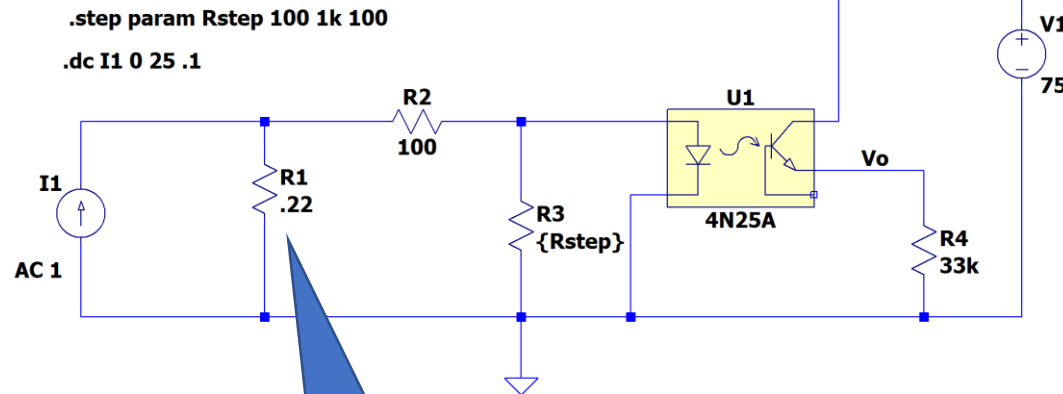 .step param Rstep 100 1k 100
.dc I1 0 25 .1
V1
75
R2
100
U1
I1
R1
.22
Vo
R3
{Rstep}
4N25A
R4
33k
AC 1